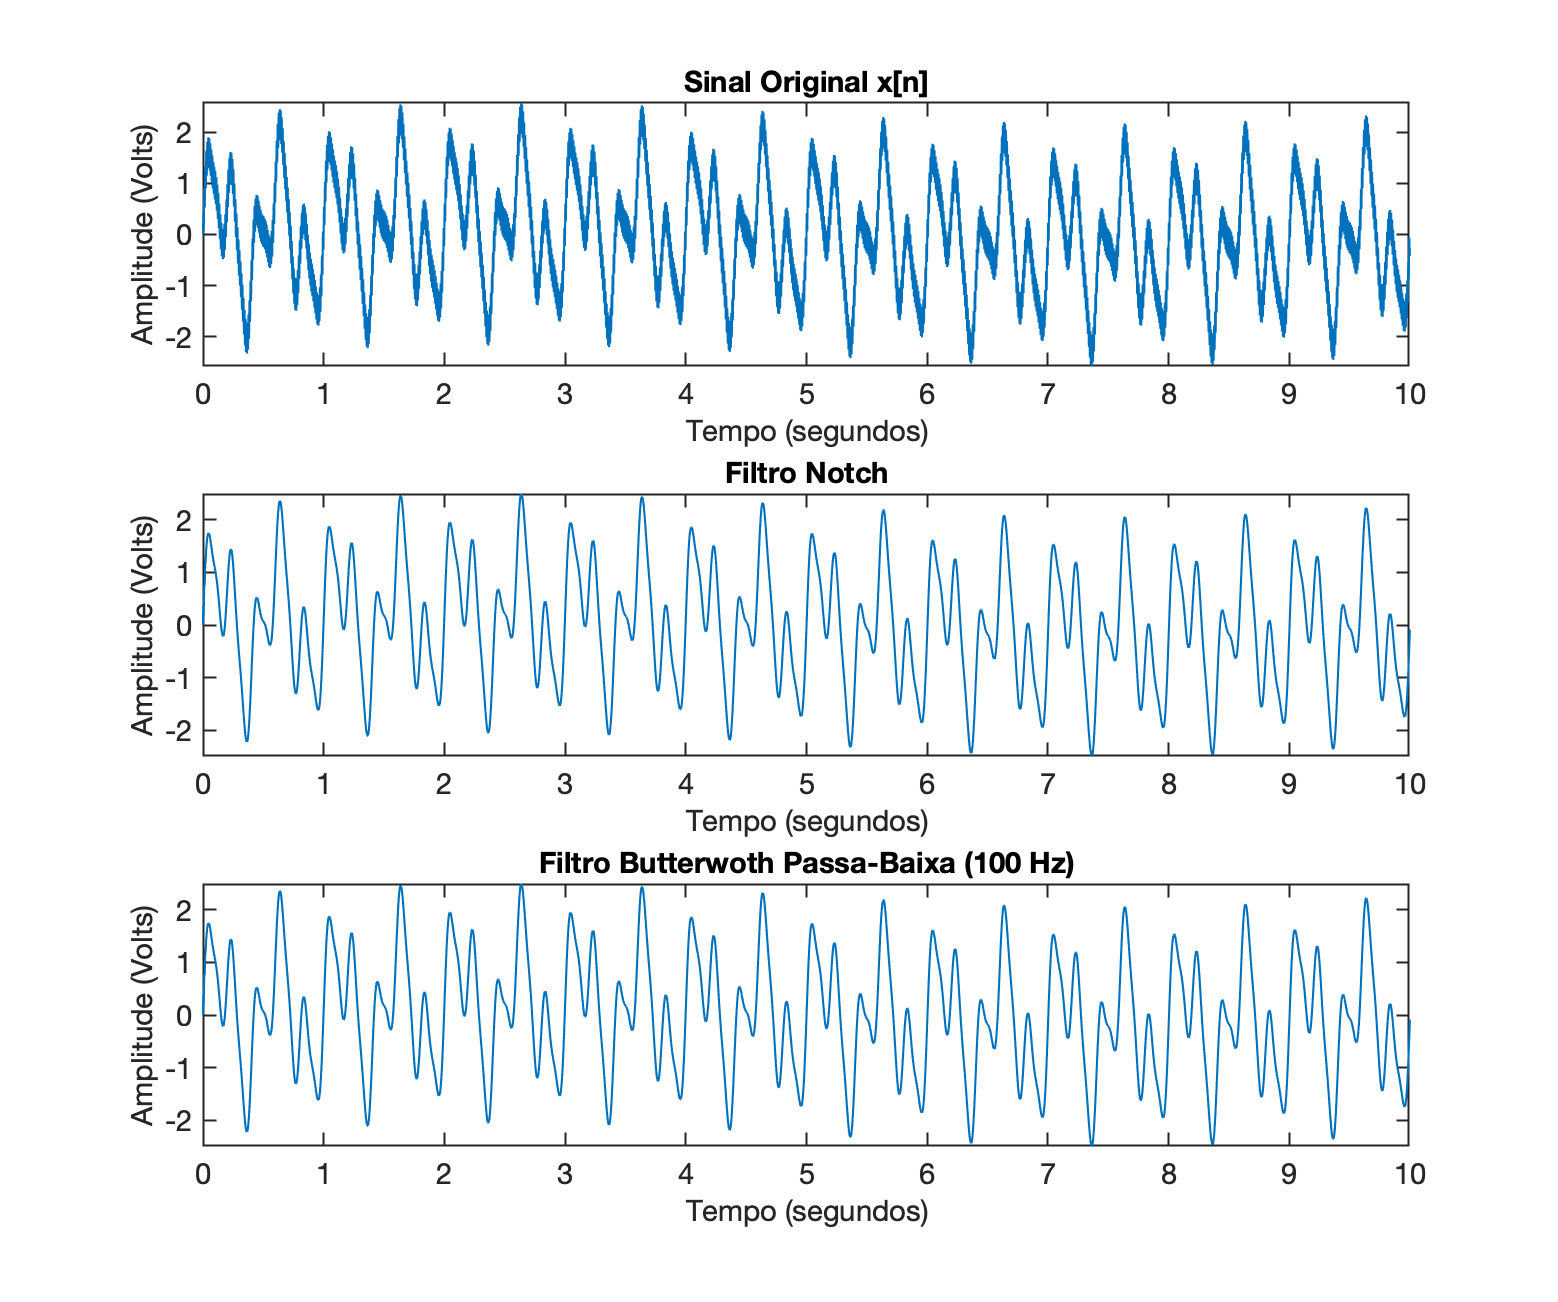 Sinal Original x[n]
Amplitude (Volts)
2
1
0
-1
-2
0 1 2 3 4 5 6 7 8 9 10
Tempo (segundos)
Filtro Notch
Amplitude (Volts)
2
1
0
-1
-2
0 1 2 3 4 5 6 7 8 9 10
Tempo (segundos)
Filtro Butterwoth Passa-Baixa (100 Hz)
Amplitude (Volts)
2
1
0
-1
-2
0 1 2 3 4 5 6 7 8 9 10
Tempo (segundos)